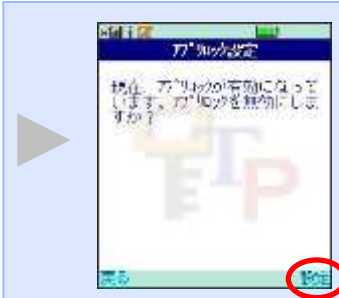 ｱﾌﾟﾘﾛｯｸ設定
現在、ｱﾌﾟﾘﾛｯｸが有効になって
います。ｱﾌﾟﾘﾛｯｸを無効にしま
すか？
戻る
設定